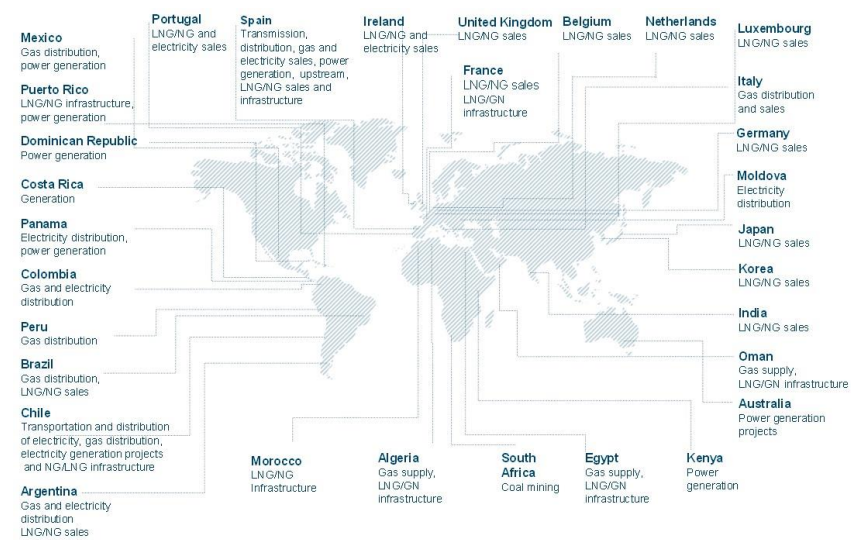 Mexico
Gas distribution,
power generation
Puerto Rico
LNG/NG infrastructure,
power generation
Dominican Republic
Power generation
Costa Rica
Generation
Panama
Electricity distribution,
power generation
Colombia
Gas and electricity
distribution
Peru
Gas distribution
Brazil
Gas distribution,
LNG/NG sales
Chile
Transportation and distribution
of electricity, gas distribution,
electricity generation projects
and NG/LNG infrastructure
Argentina
Gas and electricity
distribution
LNG/NG sales
Portugal
LNG/NG and
electricity sales
Spain
Transmission,
distribution, gas and
electricity sales, power
generation, upstream,
LNG/NG sales and
infrastructure
Ireland
LNG/NG and
electricity sales
United Kingdom
LNG/NG sales
France
LNG/NG sales
LNG/GN
infrastructure
Belgium
LNG/NG sales
Netherlands
LNG/NG sales
Luxembourg
LNG/NG sales
Italy
Gas distribution
and sales
Germany
LNG/NG sales
Moldova
Electricity
distribution
Japan
LNG/NG sales
Korea
LNG/NG sales
India
LNG/NG sales
Oman
Gas supply,
LNG/GN infrastructure
Australia
Power generation
projects
Morocco
LNG/NG
Infrastructure
Algeria
Gas supply,
LNG/GN
infrastructure
South
Africa
Coal mining
Egypt
Gas supply,
LNG/GN
infrastructure
Kenya
Power
generation